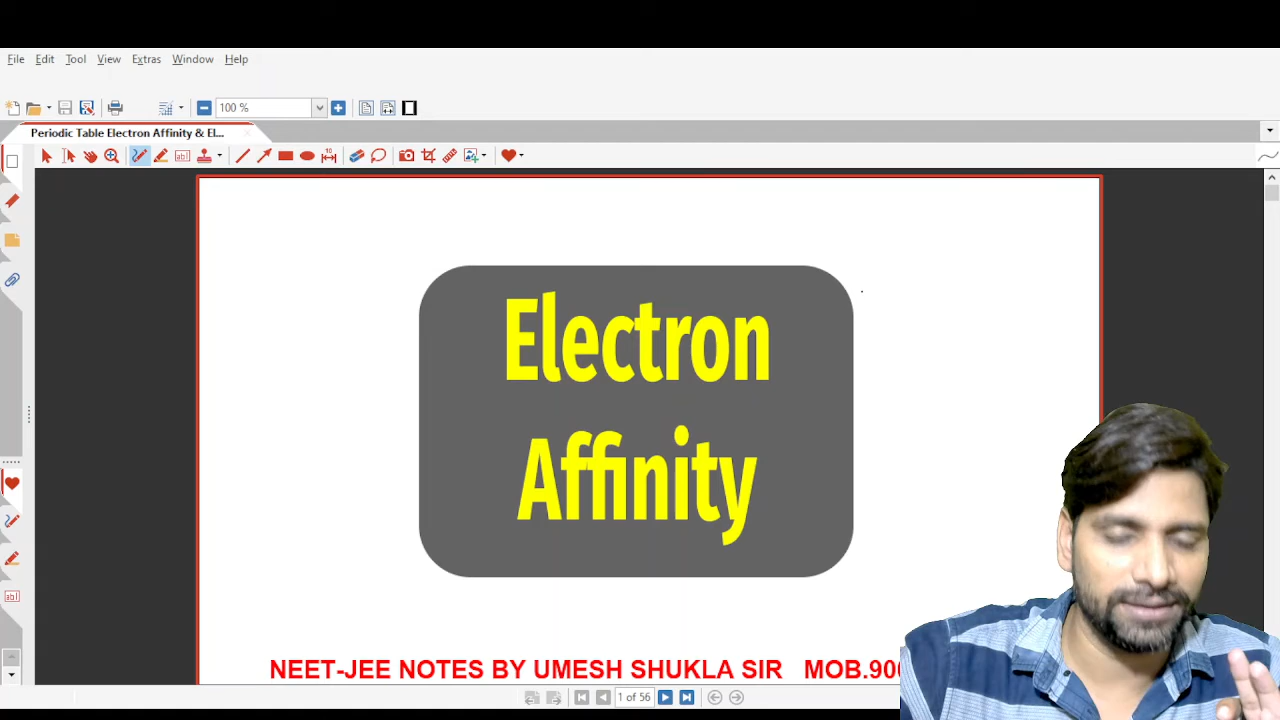 File Edit Tool View Extras Window Help
100 %
Periodic Table Electron Affinity & El...
Electron
Affinity
NEET-JEE NOTES BY UMESH SHUKLA SIR MOB.90
1 of 56